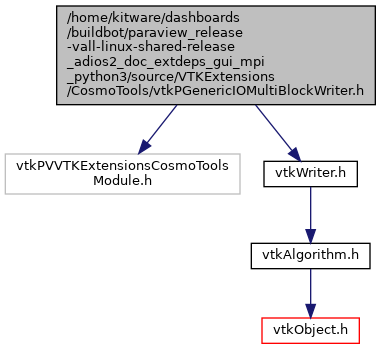 /home/kitware/dashboards
/buildbot/paraview_release
-vall-linux-shared-release
_adios2_doc_extdeps_gui_mpi
_python3/source/VTKExtensions
/CosmoTools/vtkPGenericIOMultiBlockWriter.h
vtkPVVTKExtensionsCosmoTools
Module.h
vtkWriter.h
vtkAlgorithm.h
vtkObject.h